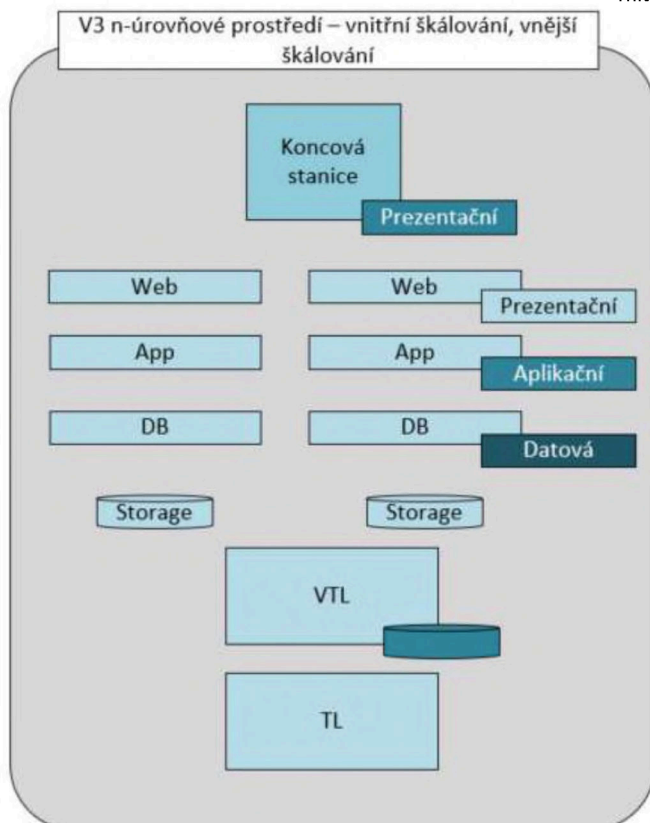 V3 n-úrovňové prostředí – vnitřní škálování, vnější
škálování
Koncová
stanice
Prezentační
Web
Web
Prezentační
App
App
Aplikační
DB
DB
Datová
Storage
Storage
VTL
TL